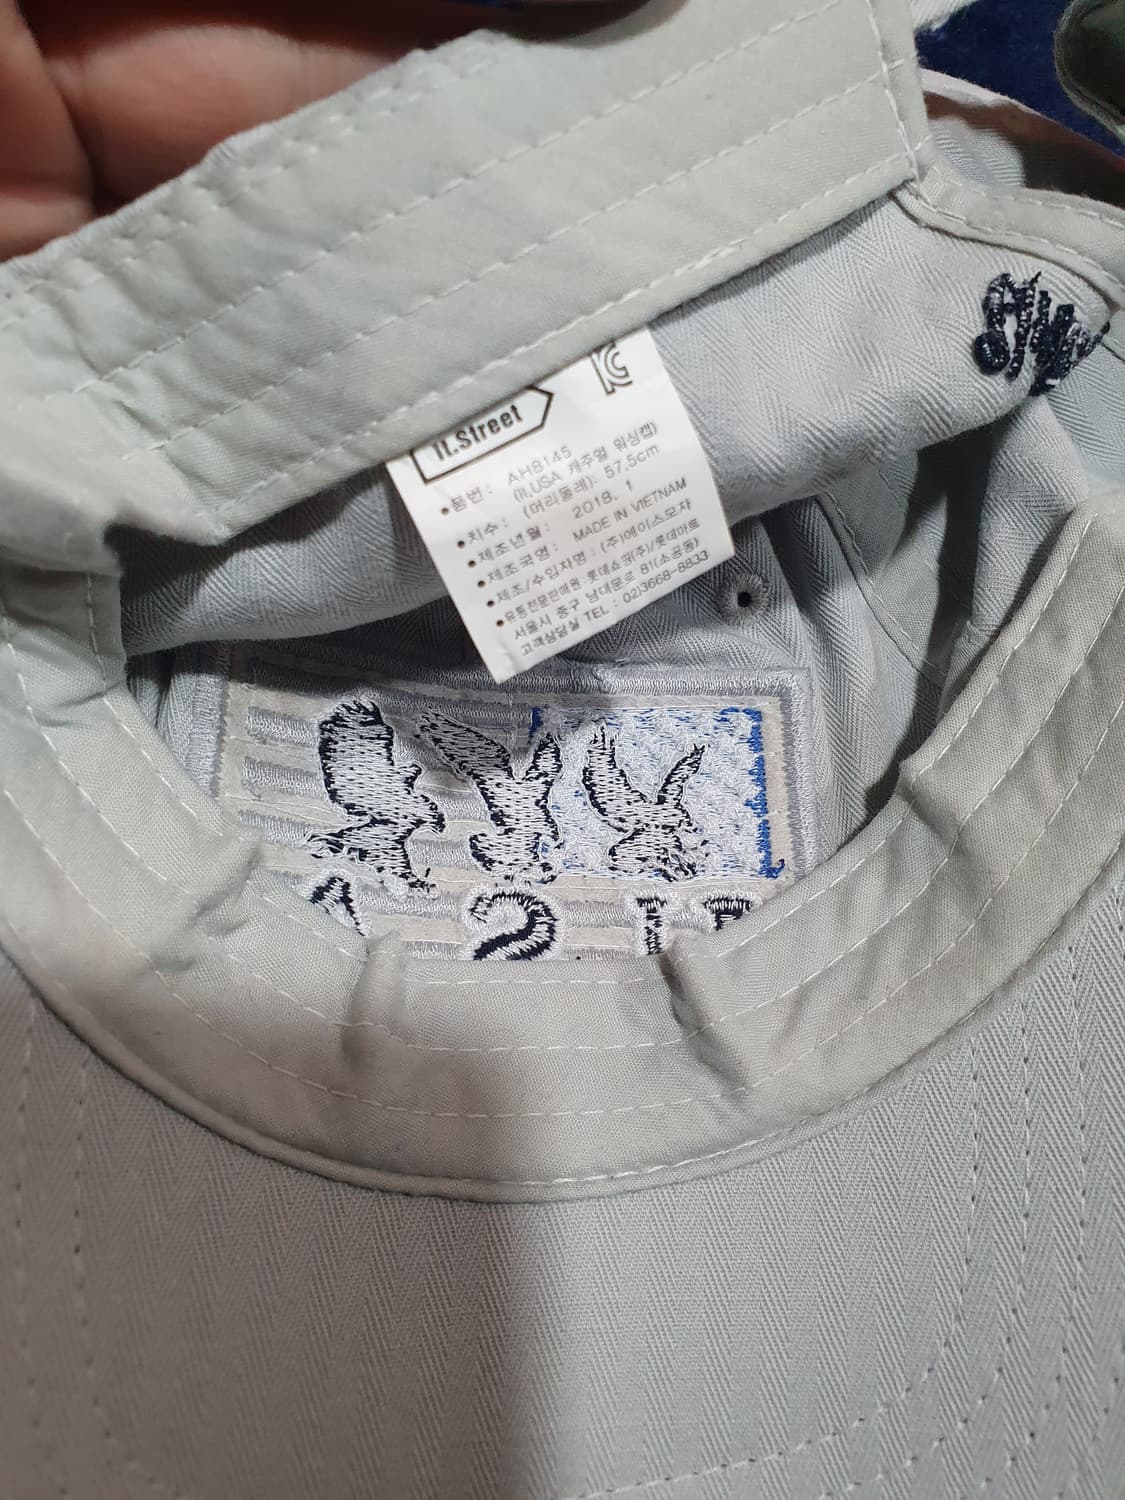 II.Street
•품번: AH8145
(II,USA 캐주얼 워싱캡)
•치수: (머리둘레): 57,5cm
•제조년월: 2018. 1
•제조국명: MADE IN VIETNAM
•제조/수입자명: (주)에이스모자
•유통전문판매원:롯데쇼핑(주)/롯데마트
서울시 중구 남대문로 81(소공동)
고객상담실 TEL : 02)3668-8833